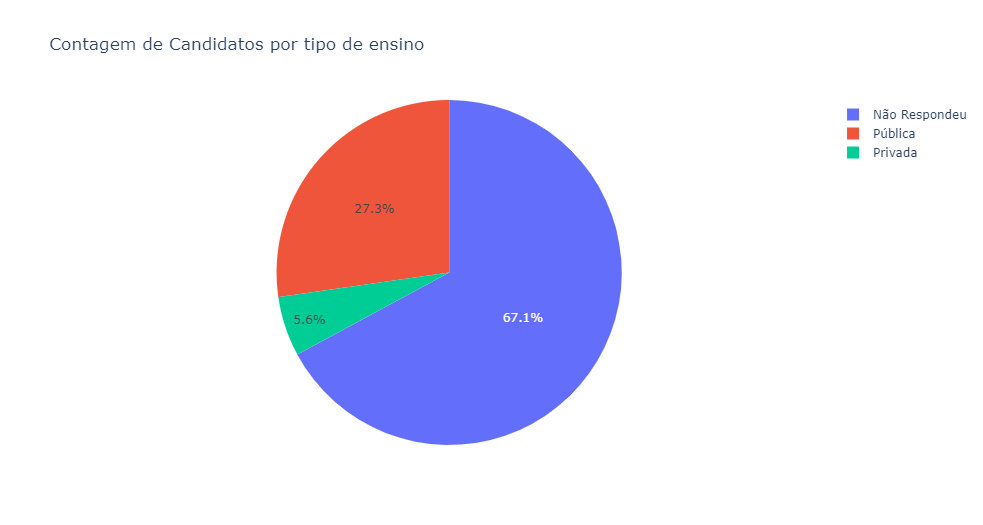 Contagem de Candidatos por tipo de ensino
Não Respondeu
Pública
Privada
27.3%
5.6%
67.1%